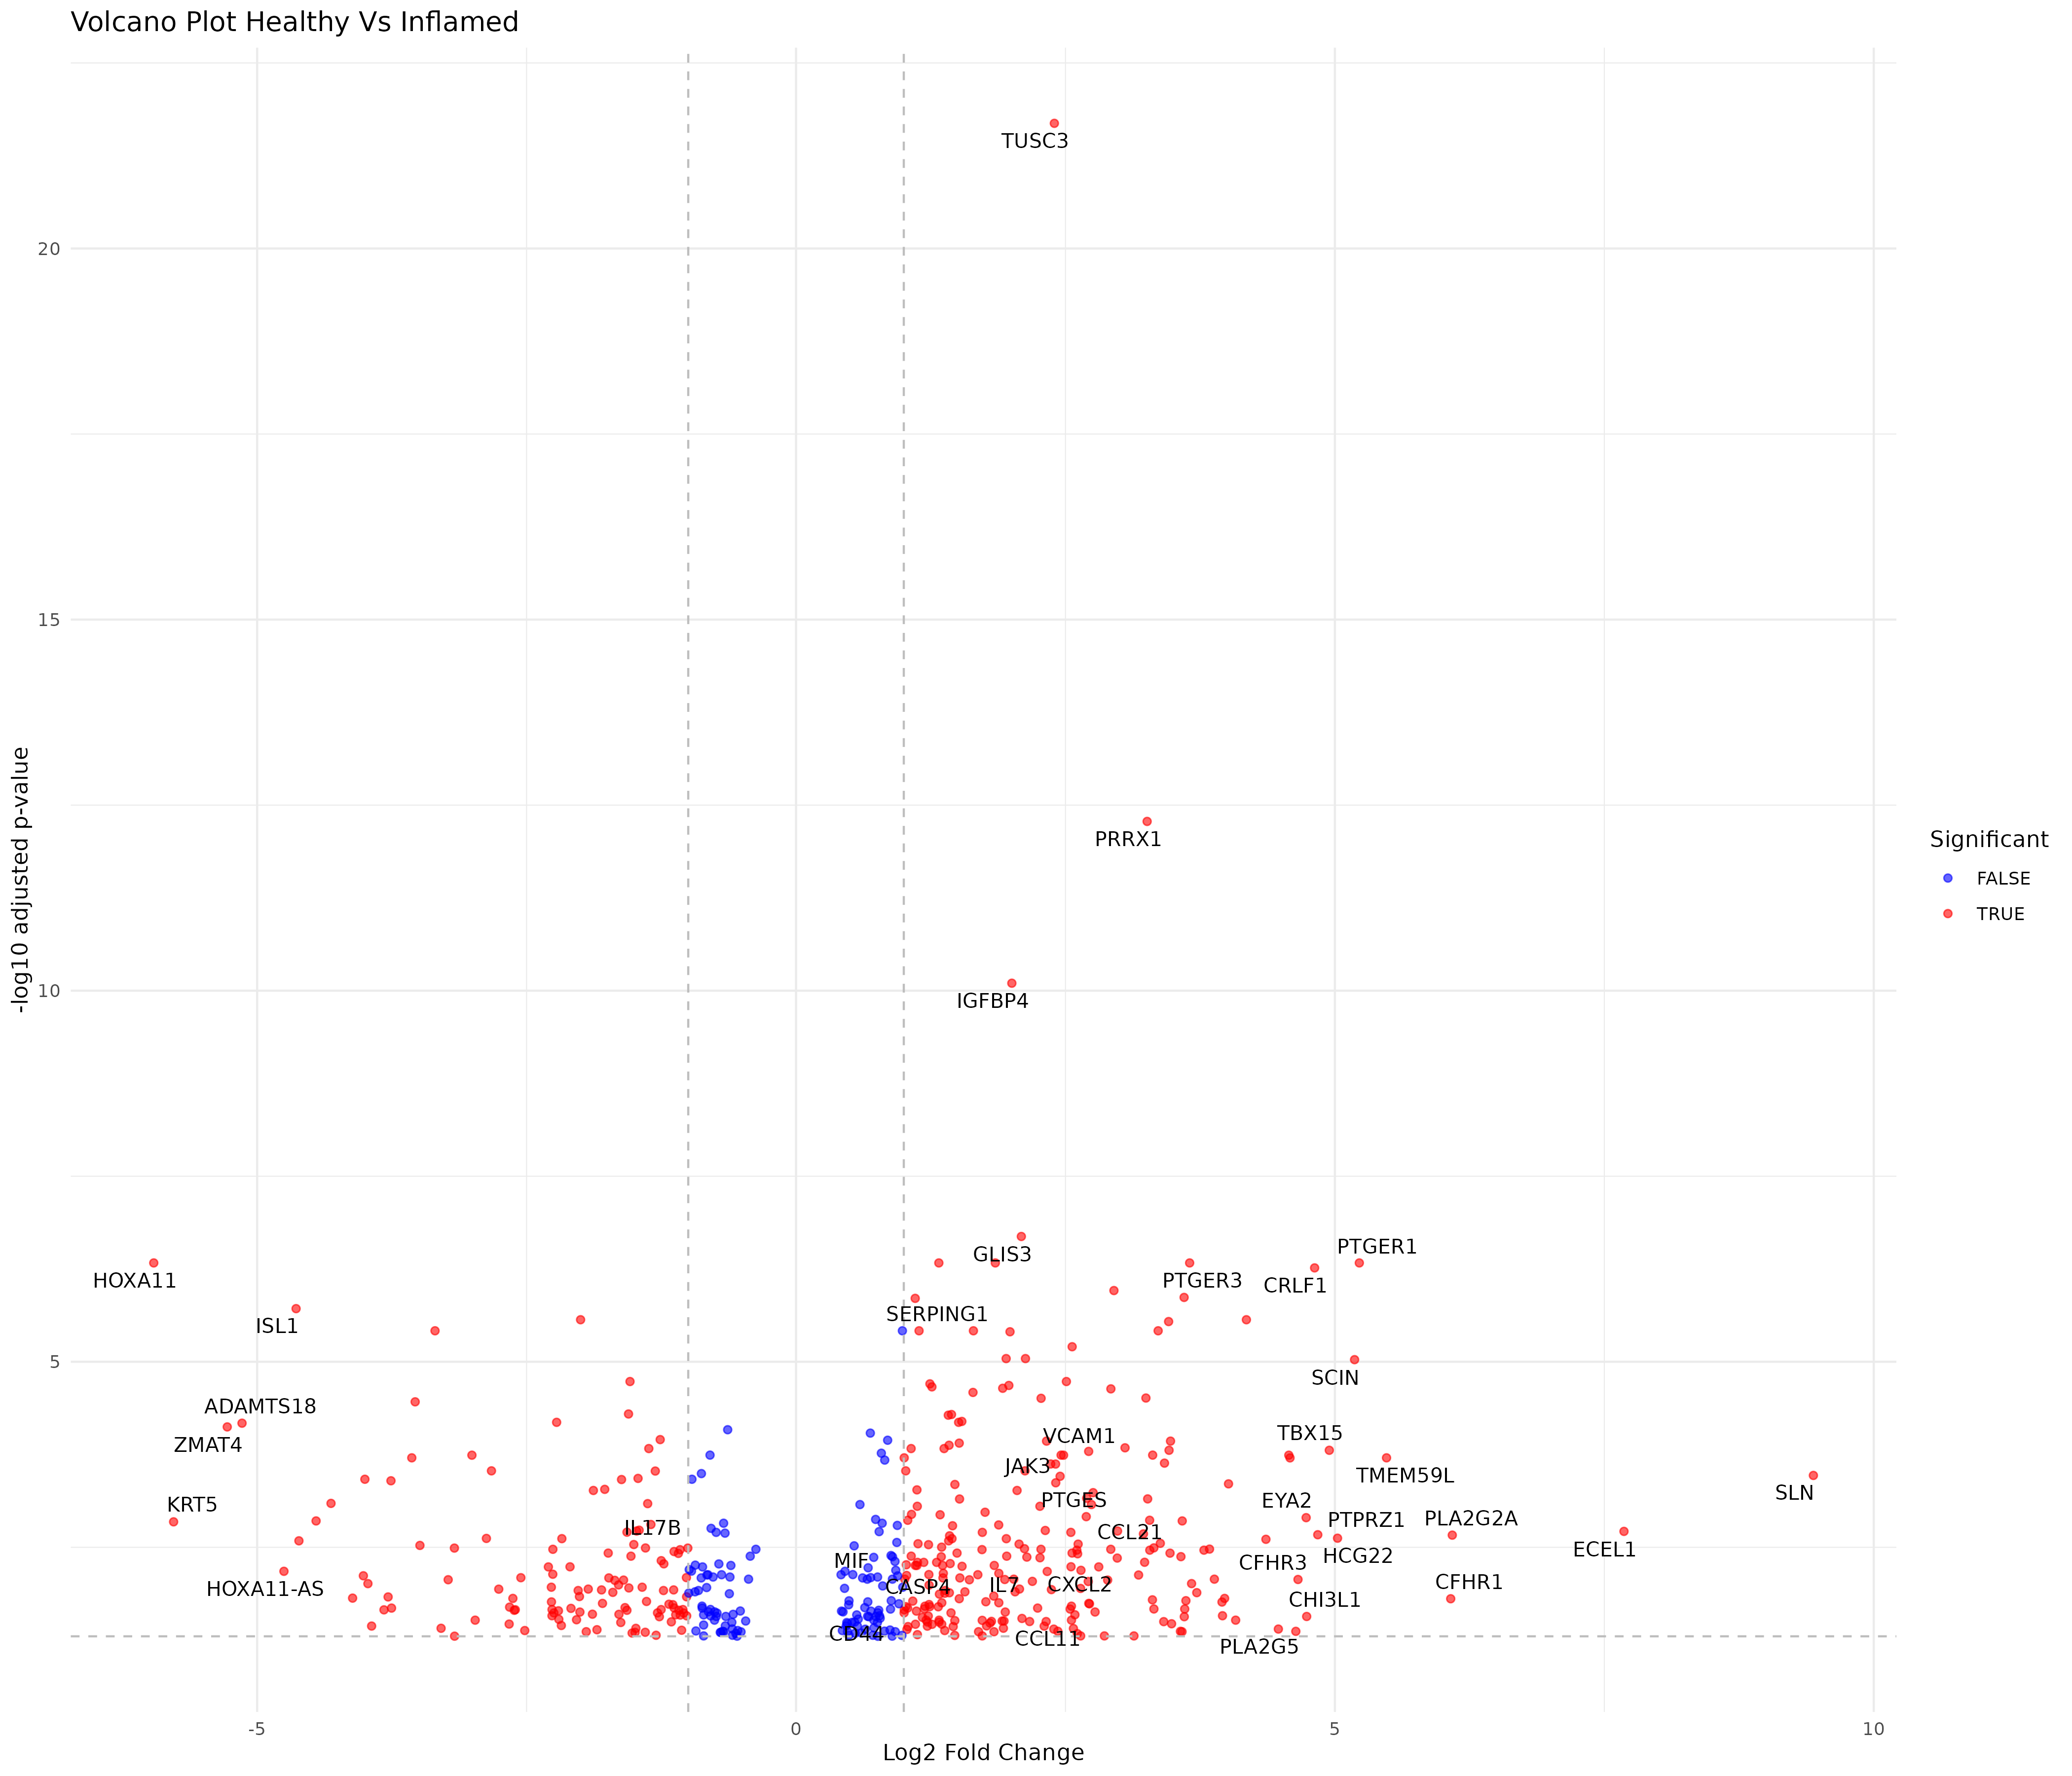 Volcano Plot Healthy Vs Inflamed
TUSC3
20
15
-log10 adjusted p-value
PRRX1
Significant
FALSE
TRUE
10
IGFBP4
PTGER1
GLIS3
HOXA11
PTGER3
CRLF1
SERPING1
ISL1
5
SCIN
ADAMTS18
TBX15
VCAM1
ZMAT4
JAK3
TMEM59L
SLN
PTGES
EYA2
KRT5
PLA2G2A
PTPRZ1
IL17B
CCL21
ECEL1
HCG22
MIF
CFHR3
CFHR1
CXCL2
IL7
CASP4
HOXA11-AS
CHI3L1
CD44
CCL11
PLA2G5
-5
0
5
10
Log2 Fold Change